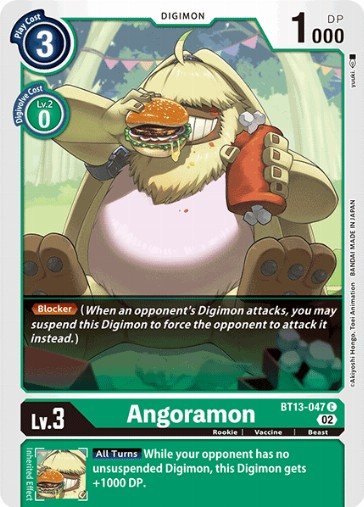 Play Cost
3
DIGIMON
1000
DP
Digivolve Cost
Lv.2
0
yuuki
©Akiyoshi Hongo, Toei Animation BANDAI MADE IN JAPAN
Blocker (When an opponent's Digimon attacks, you may
suspend this Digimon to force the opponent to attack it
instead.)
Lv.3
Angoramon
BT13-047 C
02
Rookie | Vaccine | Beast
Inherited Effect
All Turns While your opponent has no
unsuspended Digimon, this Digimon gets
+1000 DP.